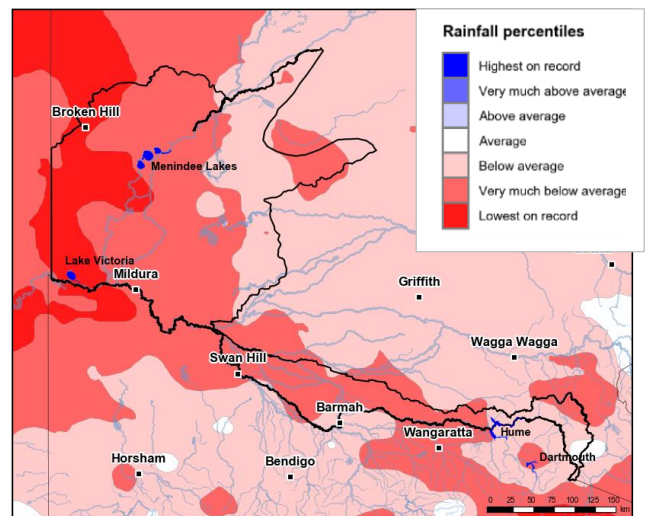 Rainfall percentiles
Highest on record
Very much above average
Above average
Average
Below average
Very much below average
Lowest on record
Broken Hill
Menindee Lakes
Lake Victoria
Mildura
Griffith
Wagga Wagga
Swan Hill
Barmah
Wangaratta
Hume
Dartmouth
Horsham
Bendigo
0 25 50 75 100 125 150
km